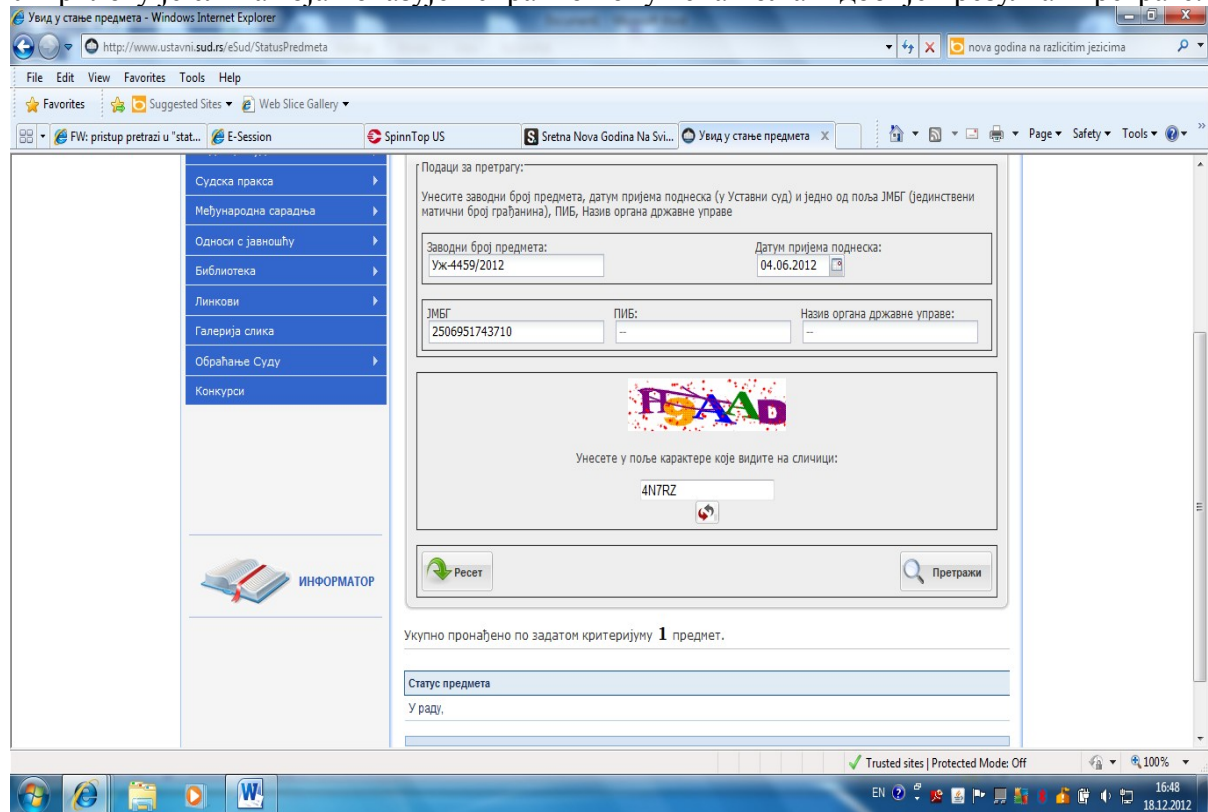 Увид у стање предмета - Windows Internet Explorer
http://www.ustavni.sud.rs/eSud/StatusPredmeta
nova godina na razlicitim jezicima
File Edit View Favorites Tools Help
Favorites Suggested Sites Web Slice Gallery
FW: pristup pretrazi u "stat... E-Session SpinnTop US Sretna Nova Godina Na Svi... Увид у стање предмета X Page Safety Tools
Судска пракса
Међународна сарадња
Односи с јавношћу
Библиотека
Линкови
Галерија слика
Обраћање Суду
Конкурси
ИНФОРМАТОР
Подаци за претрагу:
Унесите заводни број предмета, датум пријема поднеска (у Уставни суд) и једно од поља ЈМБГ (јединствени
матични број грађанина), ПИБ, Назив органа државне управе
Заводни број предмета: Датум пријема поднеска:
Уж-4459/2012 04.06.2012
ЈМБГ ПИБ: Назив органа државне управе:
2506951743710 -- --
H9AAD
Унесете у поље карактере које видите на сличици:
4N7RZ
Ресет Претражи
Укупно пронађено по задатом критеријуму 1 предмет.
Статус предмета
У раду,
Trusted sites | Protected Mode: Off 100%
EN 16:48
18.12.2012